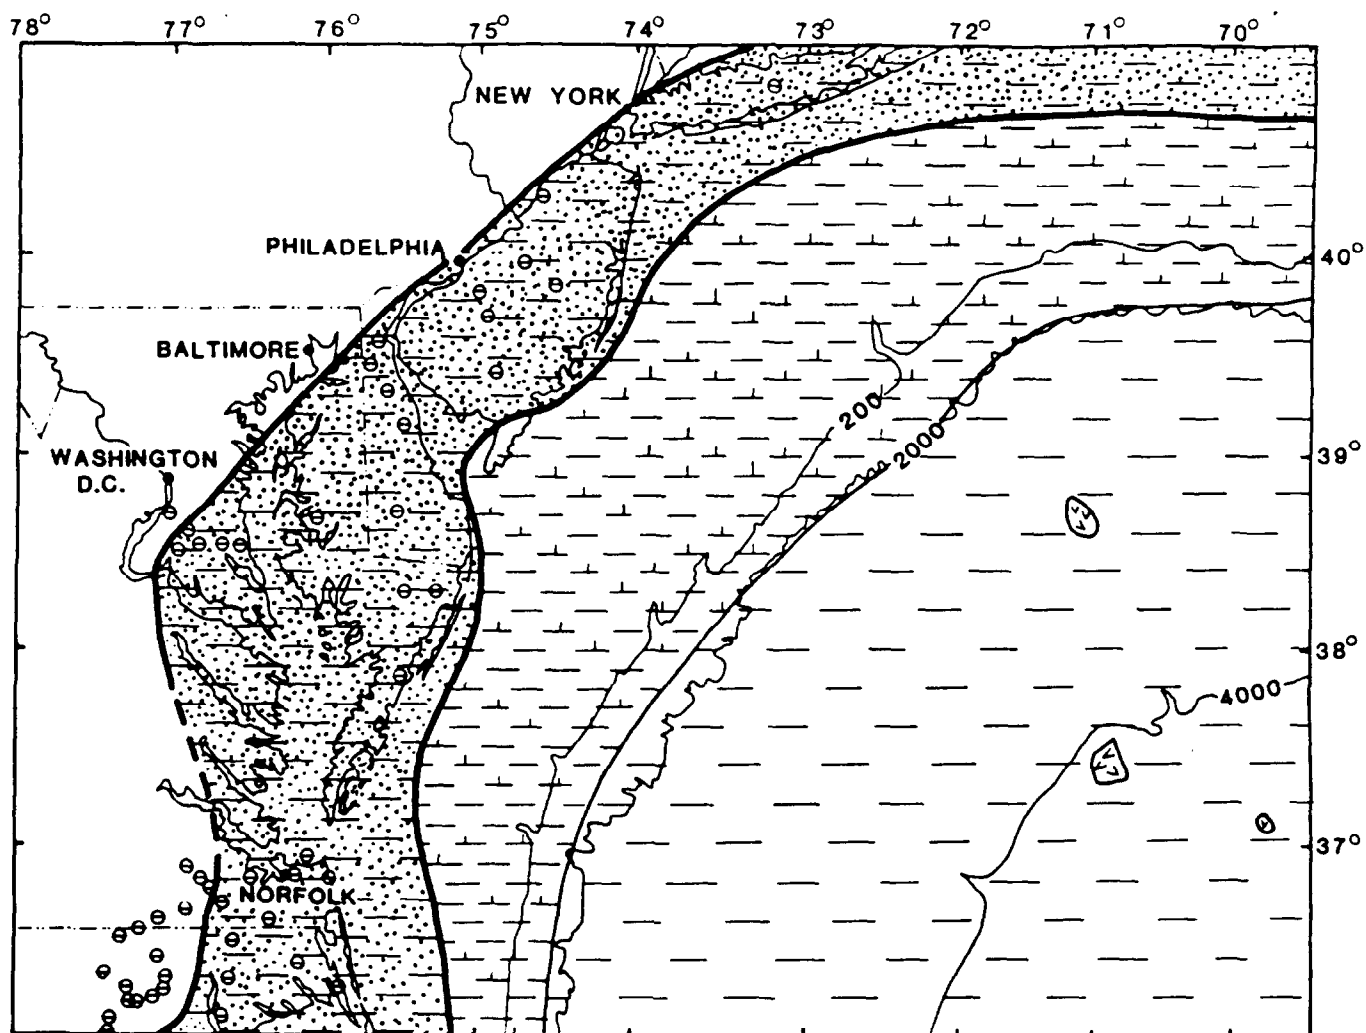 78° 77° 76° 75° 74° 73° 72° 71° 70°
NEW YORK
PHILADELPHIA
40°
BALTIMORE
200
2000
39°
WASHINGTON
D.C.
38°
4000
37°
NORFOLK